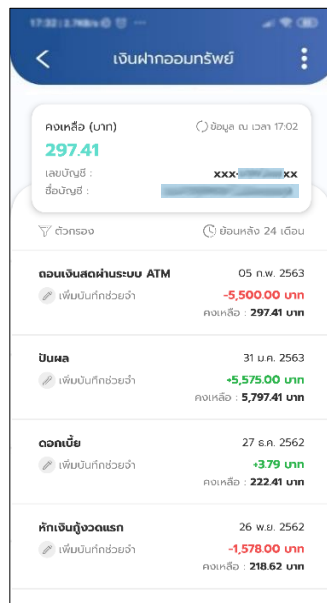 17:32 | 2.7KB/s
เงินฝากออมทรัพย์
คงเหลือ (บาท)
ข้อมูล ณ เวลา 17:02
297.41
เลขบัญชี : xxx- xx
ชื่อบัญชี :
ตัวกรอง
ย้อนหลัง 24 เดือน
ถอนเงินสดผ่านระบบ ATM 05 ก.พ. 2563
เพิ่มบันทึกช่วยจำ -5,500.00 บาท
คงเหลือ : 297.41 บาท
ปันผล 31 ม.ค. 2563
เพิ่มบันทึกช่วยจำ +5,575.00 บาท
คงเหลือ : 5,797.41 บาท
ดอกเบี้ย 27 ธ.ค. 2562
เพิ่มบันทึกช่วยจำ +3.79 บาท
คงเหลือ : 222.41 บาท
หักเงินกู้งวดแรก 26 พ.ย. 2562
เพิ่มบันทึกช่วยจำ -1,578.00 บาท
คงเหลือ : 218.62 บาท